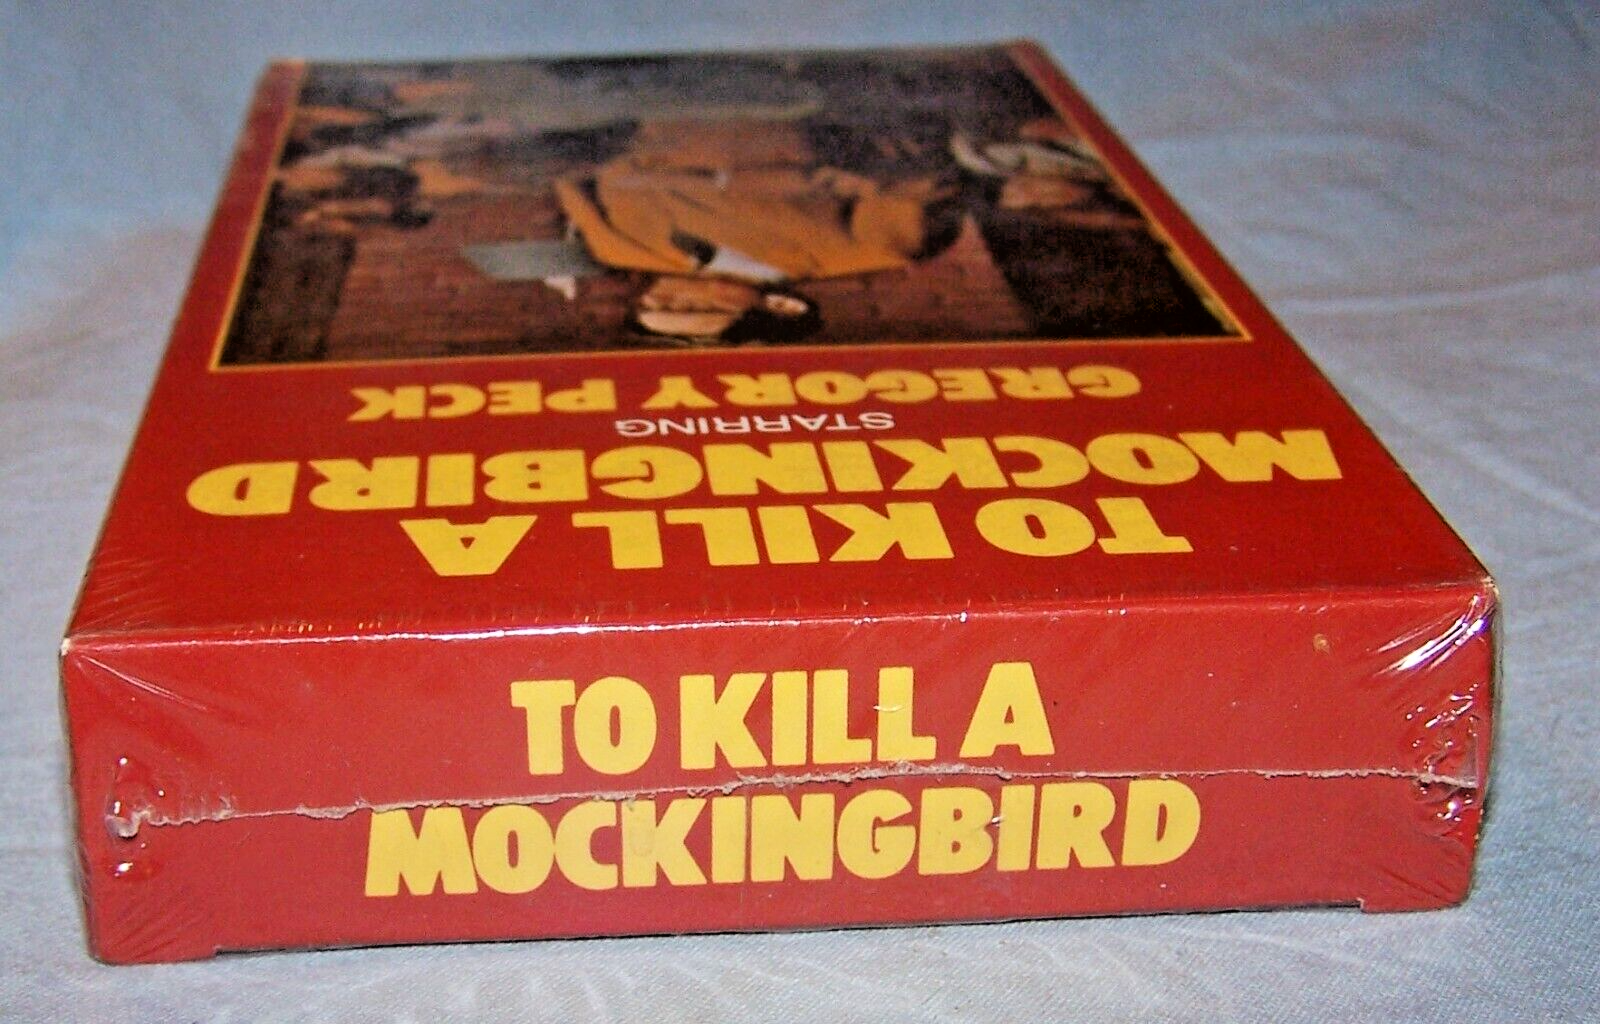 TO KILL A
MOCKINGBIRD
STARRING
GREGORY PECK
TO KILL A
MOCKINGBIRD